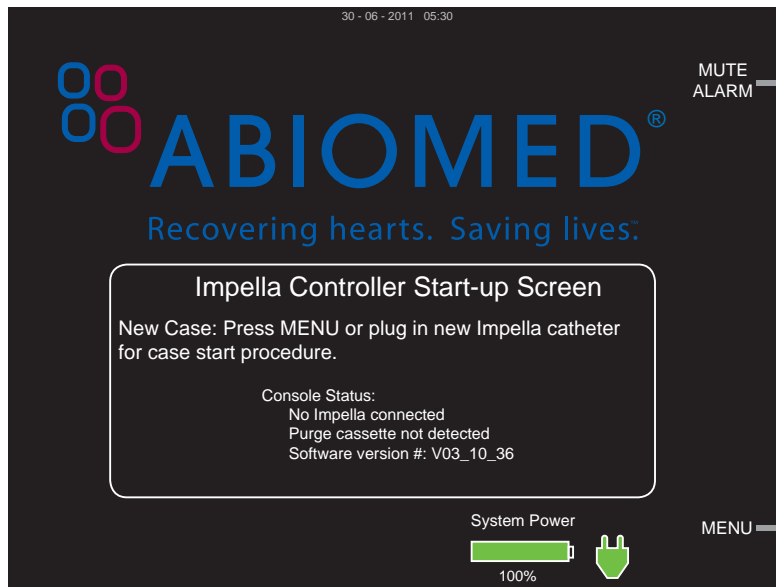 30 - 06 - 2011 05:30
MUTE
ALARM
ABIOMED®
Recovering hearts. Saving lives.™
Impella Controller Start-up Screen
New Case: Press MENU or plug in new Impella catheter
for case start procedure.
Console Status:
No Impella connected
Purge cassette not detected
Software version #: V03_10_36
System Power
MENU
100%